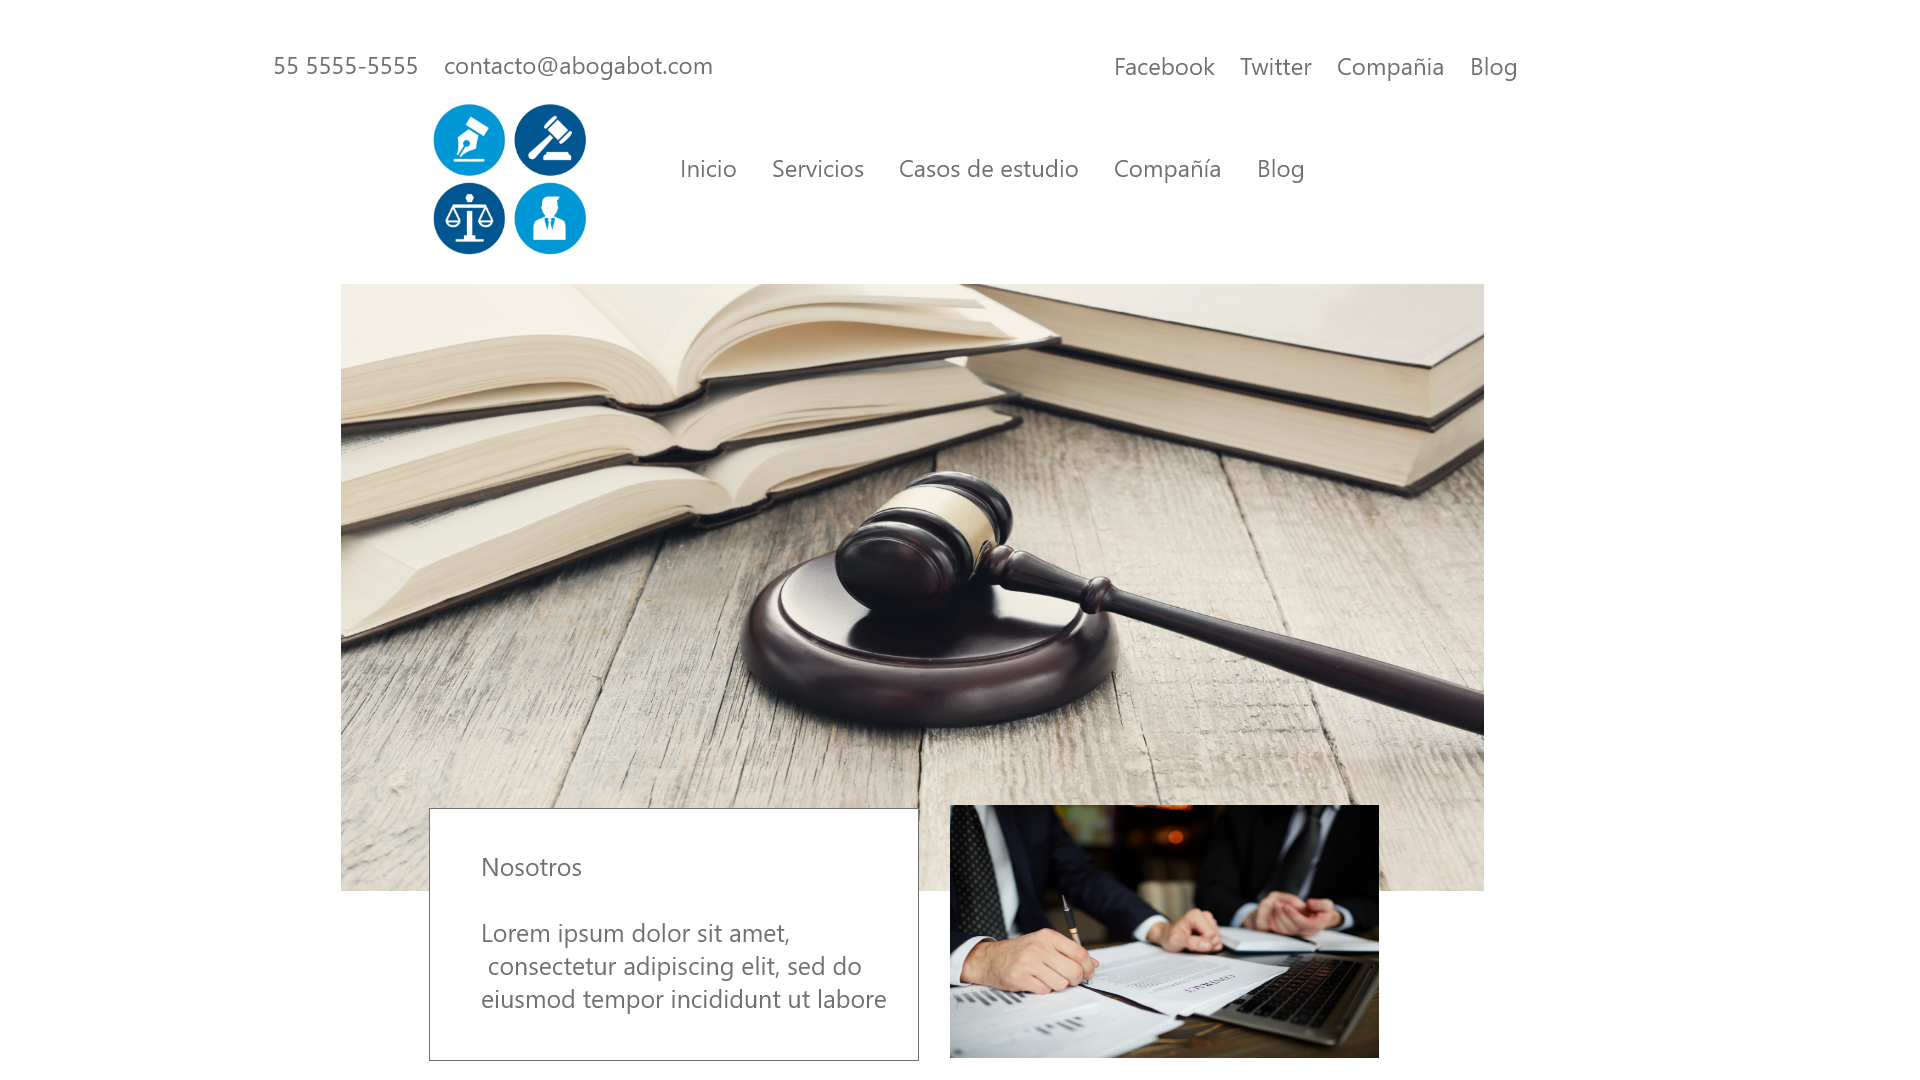 55 5555-5555 contacto@abogabot.com Facebook Twitter Compañia Blog
Inicio Servicios Casos de estudio Compañía Blog
Nosotros
Lorem ipsum dolor sit amet,
consectetur adipiscing elit, sed do
eiusmod tempor incididunt ut labore
CONTRACT